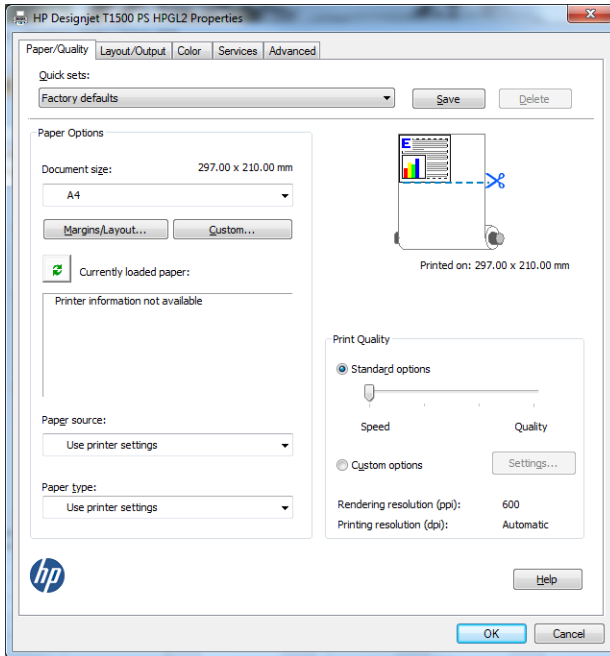 HP Designjet T1500 PS HPGL2 Properties
Paper/Quality Layout/Output Color Services Advanced
Quick sets:
Factory defaults
Save
Delete
Paper Options
Document size:
297.00 x 210.00 mm
A4
Margins/Layout...
Custom...
Currently loaded paper:
Printer information not available
Paper source:
Use printer settings
Paper type:
Use printer settings
E
Printed on: 297.00 x 210.00 mm
Print Quality
Standard options
Speed
Quality
Custom options
Settings...
Rendering resolution (ppi): 600
Printing resolution (dpi): Automatic
hp
Help
OK
Cancel